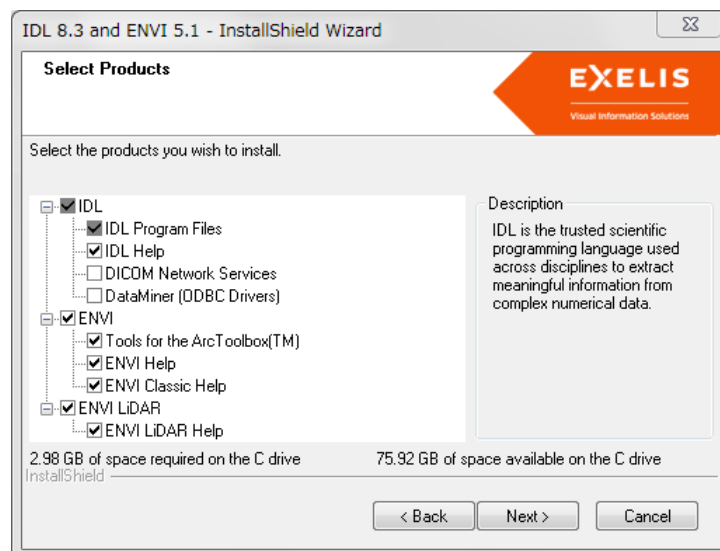 IDL 8.3 and ENVI 5.1 - InstallShield Wizard
Select Products
EXELIS
Visual Information Solutions
Select the products you wish to install.
IDL
IDL Program Files
IDL Help
DICOM Network Services
DataMiner (ODBC Drivers)
ENVI
Tools for the ArcToolbox(TM)
ENVI Help
ENVI Classic Help
ENVI LiDAR
ENVI LiDAR Help
Description
IDL is the trusted scientific
programming language used
across disciplines to extract
meaningful information from
complex numerical data.
2.98 GB of space required on the C drive
75.92 GB of space available on the C drive
InstallShield
< Back
Next >
Cancel